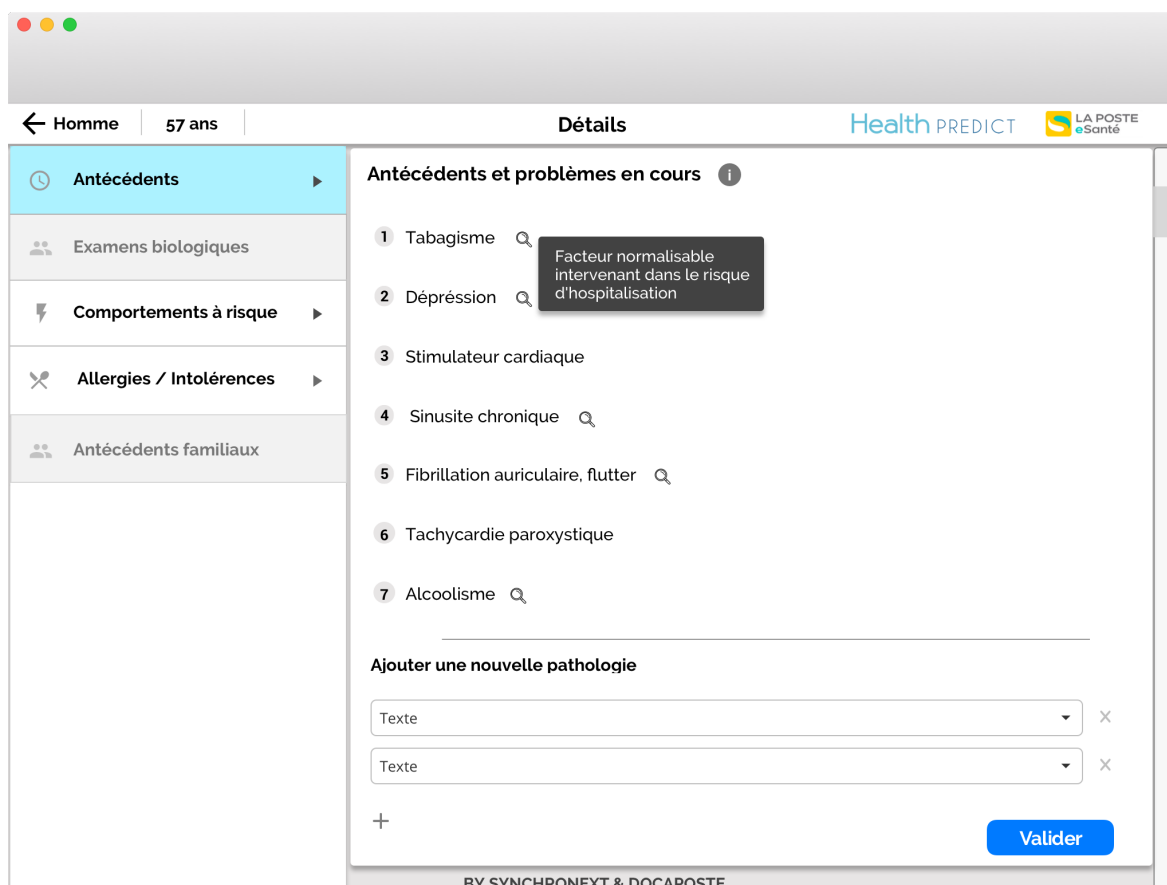 Homme
57 ans
Détails
Health PREDICT
LA POSTE
eSanté
Antécédents
Examens biologiques
Comportements à risque
Allergies / Intolérences
Antécédents familiaux
Antécédents et problèmes en cours i
1 Tabagisme
Facteur normalisable
intervenant dans le risque
d'hospitalisation
2 Dépréssion
3 Stimulateur cardiaque
4 Sinusite chronique
5 Fibrillation auriculaire, flutter
6 Tachycardie paroxystique
7 Alcoolisme
Ajouter une nouvelle pathologie
Texte
Texte
Valider
BY SYNCHRONEXT & DOCAPOSTE